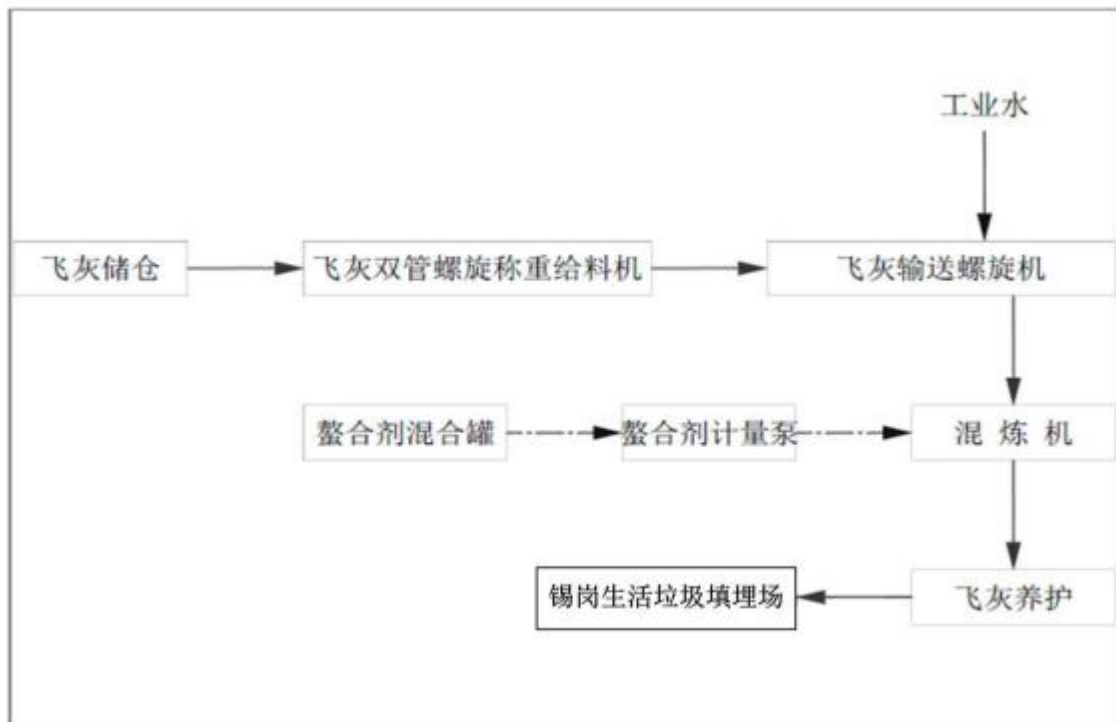 工业水
飞灰储仓
飞灰双管螺旋称重给料机
飞灰输送螺旋机
螯合剂混合罐
螯合剂计量泵
混 炼 机
锡岗生活垃圾填埋场
飞灰养护